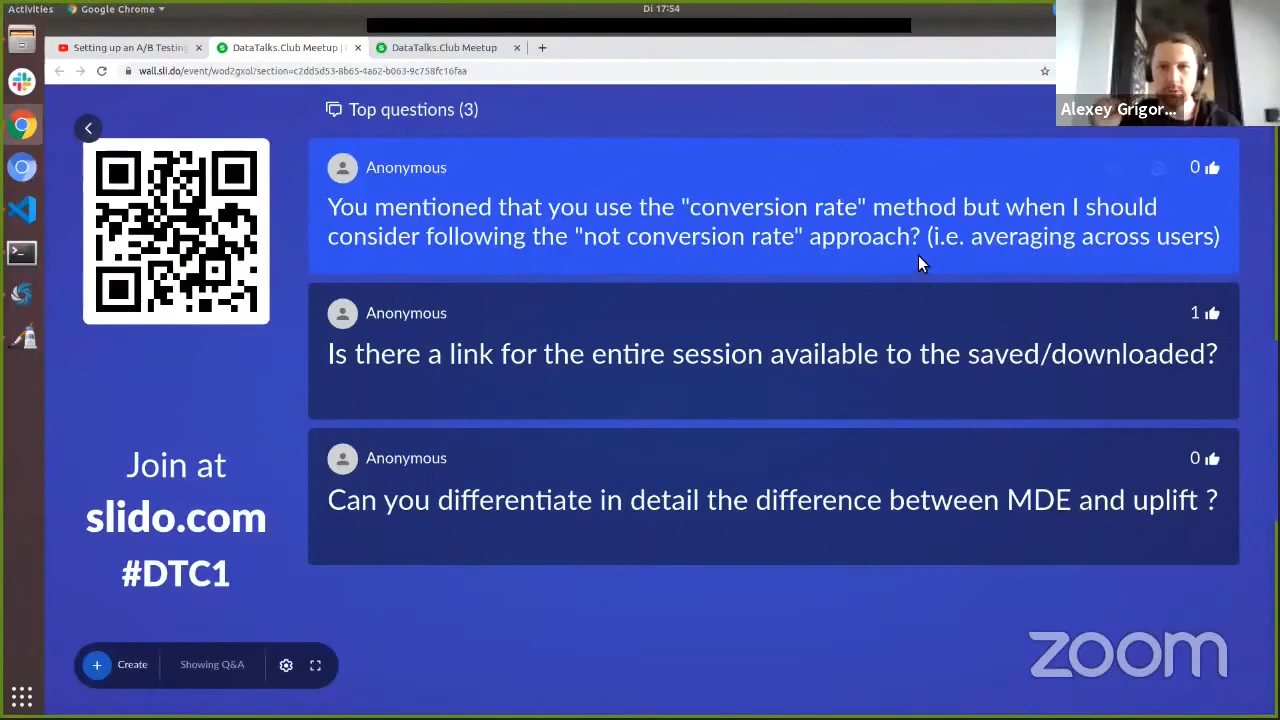 Activities
Google Chrome
Di 17:54
Setting up an A/B Testing
DataTalks.Club Meetup |
DataTalks.Club Meetup
wall.sli.do/event/wod2gxol?section=c2dd5d53-8b65-4a62-b063-9c758fc16faa
Alexey Grigor...
Top questions (3)
Anonymous
0
You mentioned that you use the "conversion rate" method but when I should
consider following the "not conversion rate" approach? (i.e. averaging across users)
Anonymous
1
Is there a link for the entire session available to the saved/downloaded?
Anonymous
0
Can you differentiate in detail the difference between MDE and uplift ?
Join at
slido.com
#DTC1
Create
Showing Q&A
zoom